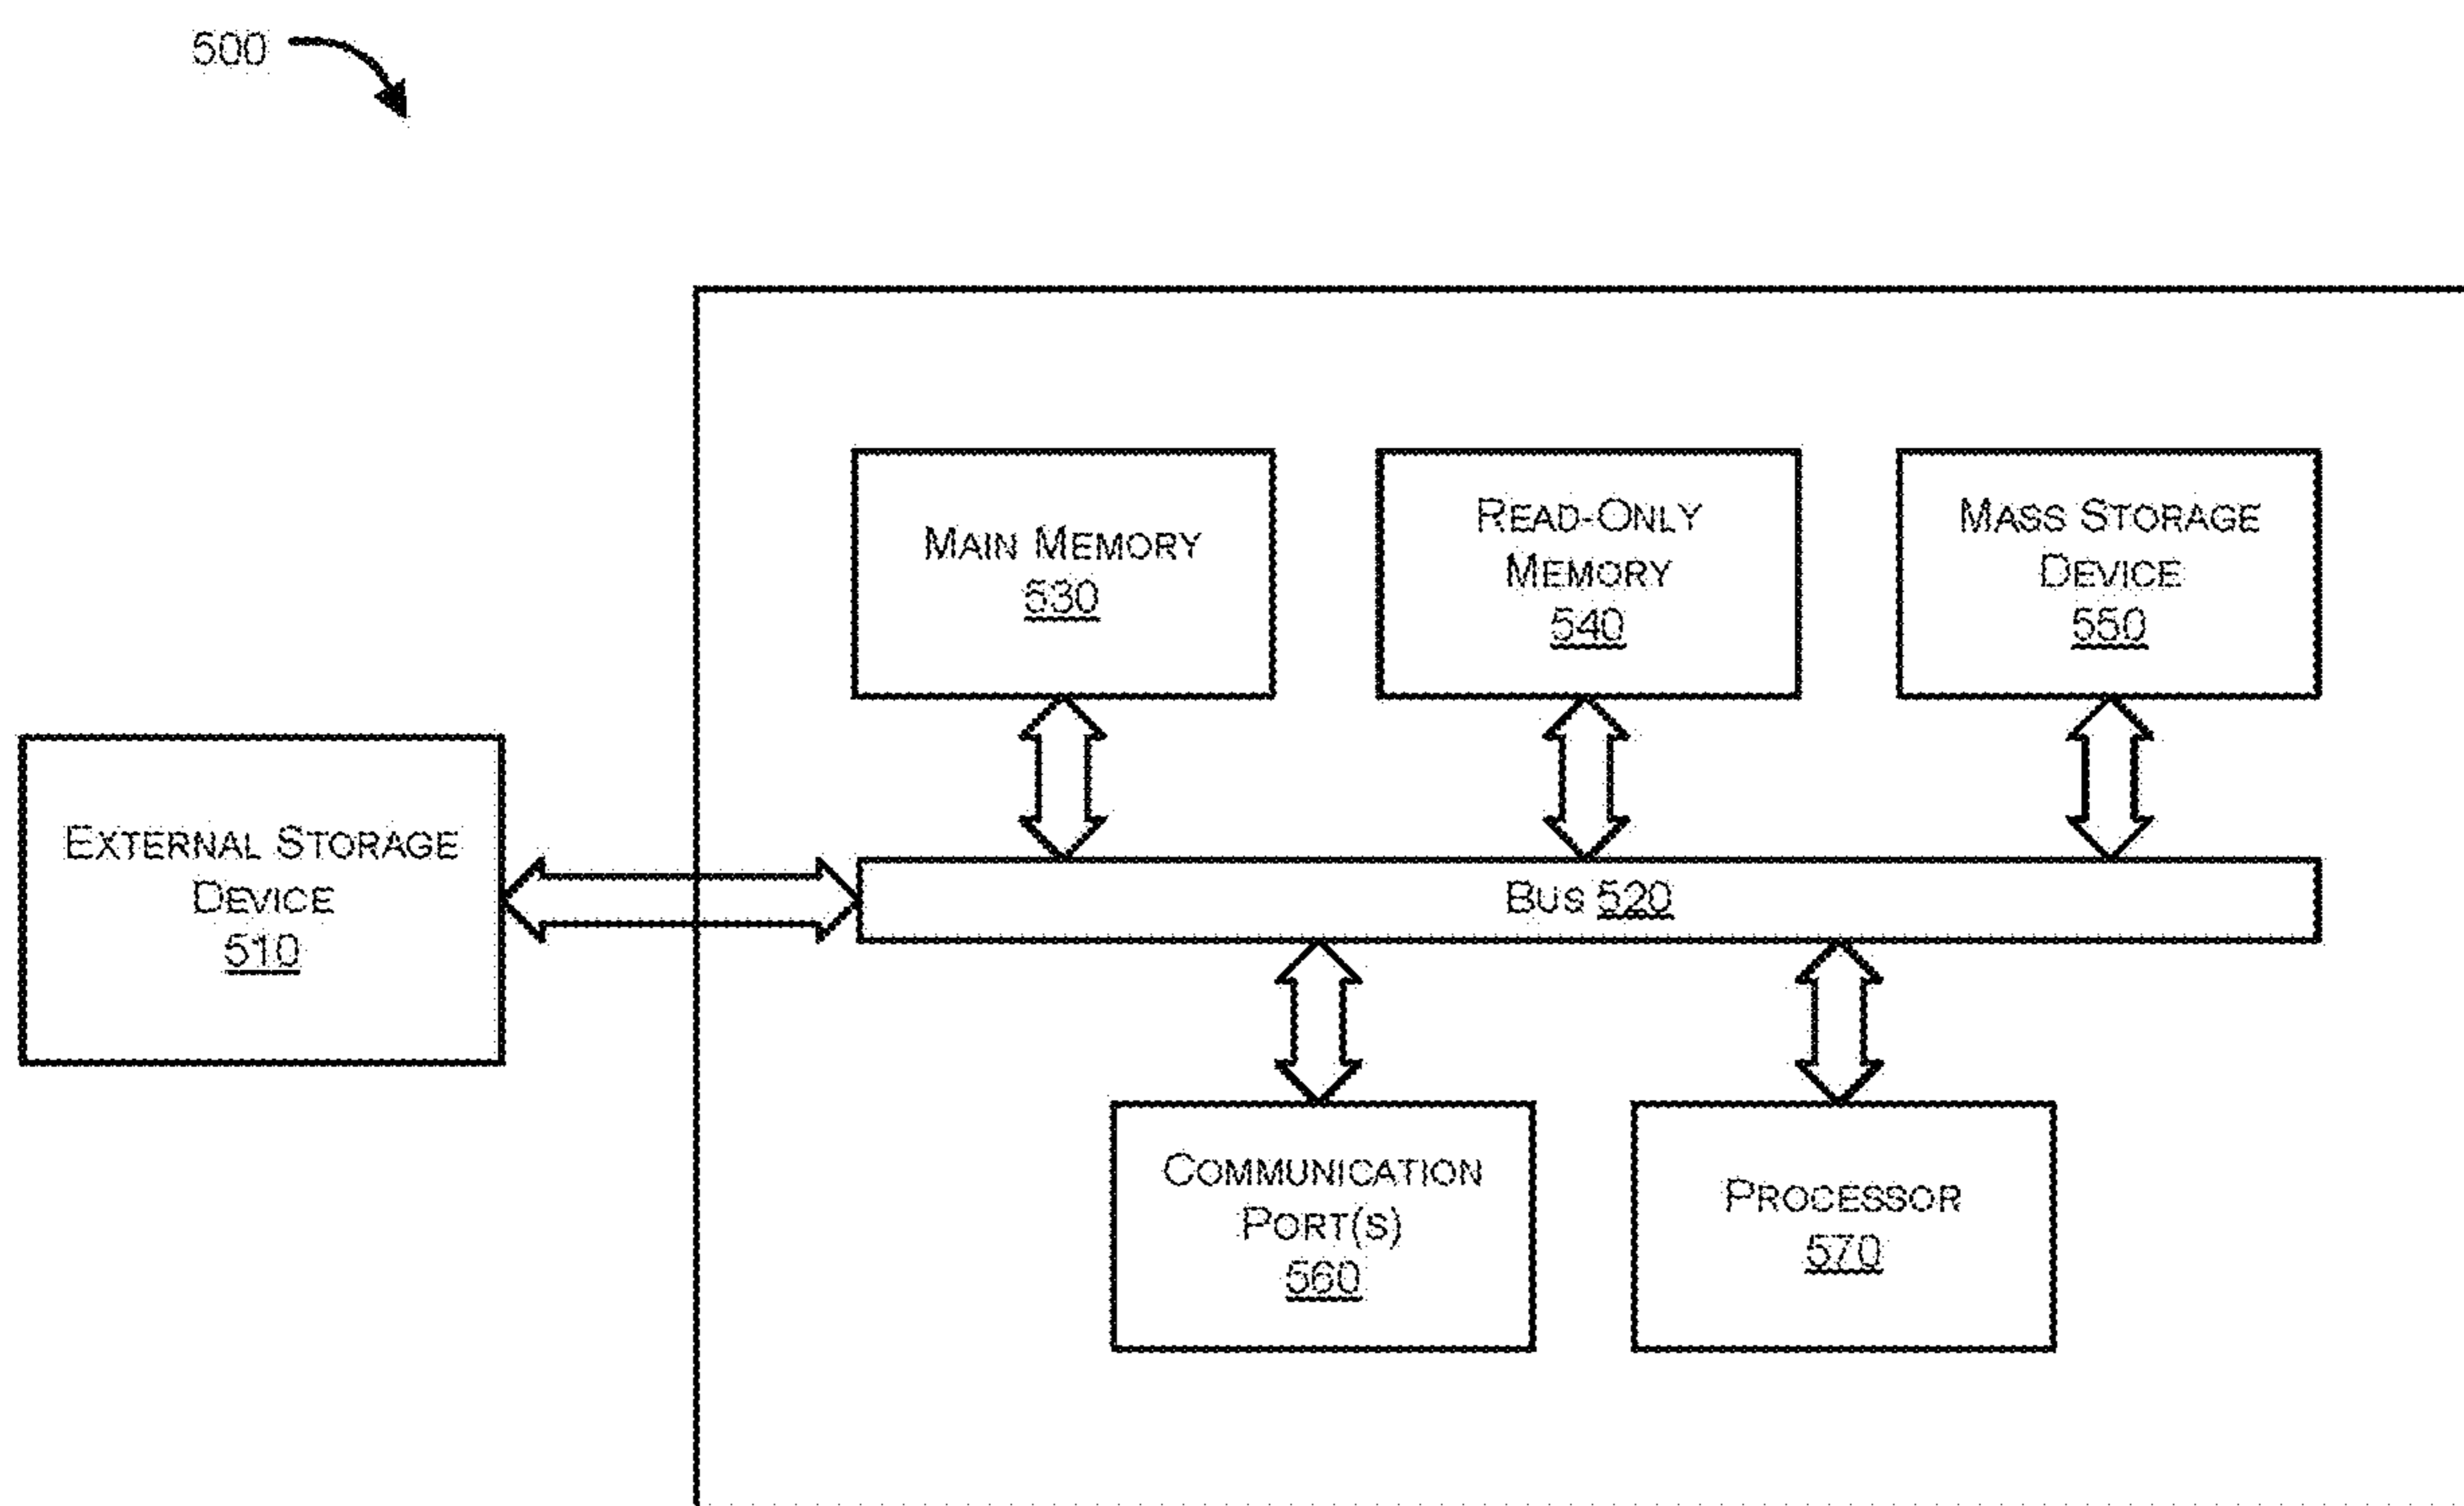 500
MAIN MEMORY
530
READ-ONLY
MEMORY
540
MASS STORAGE
DEVICE
550
EXTERNAL STORAGE
DEVICE
510
BUS 520
COMMUNICATION
PORT(S)
560
PROCESSOR
570